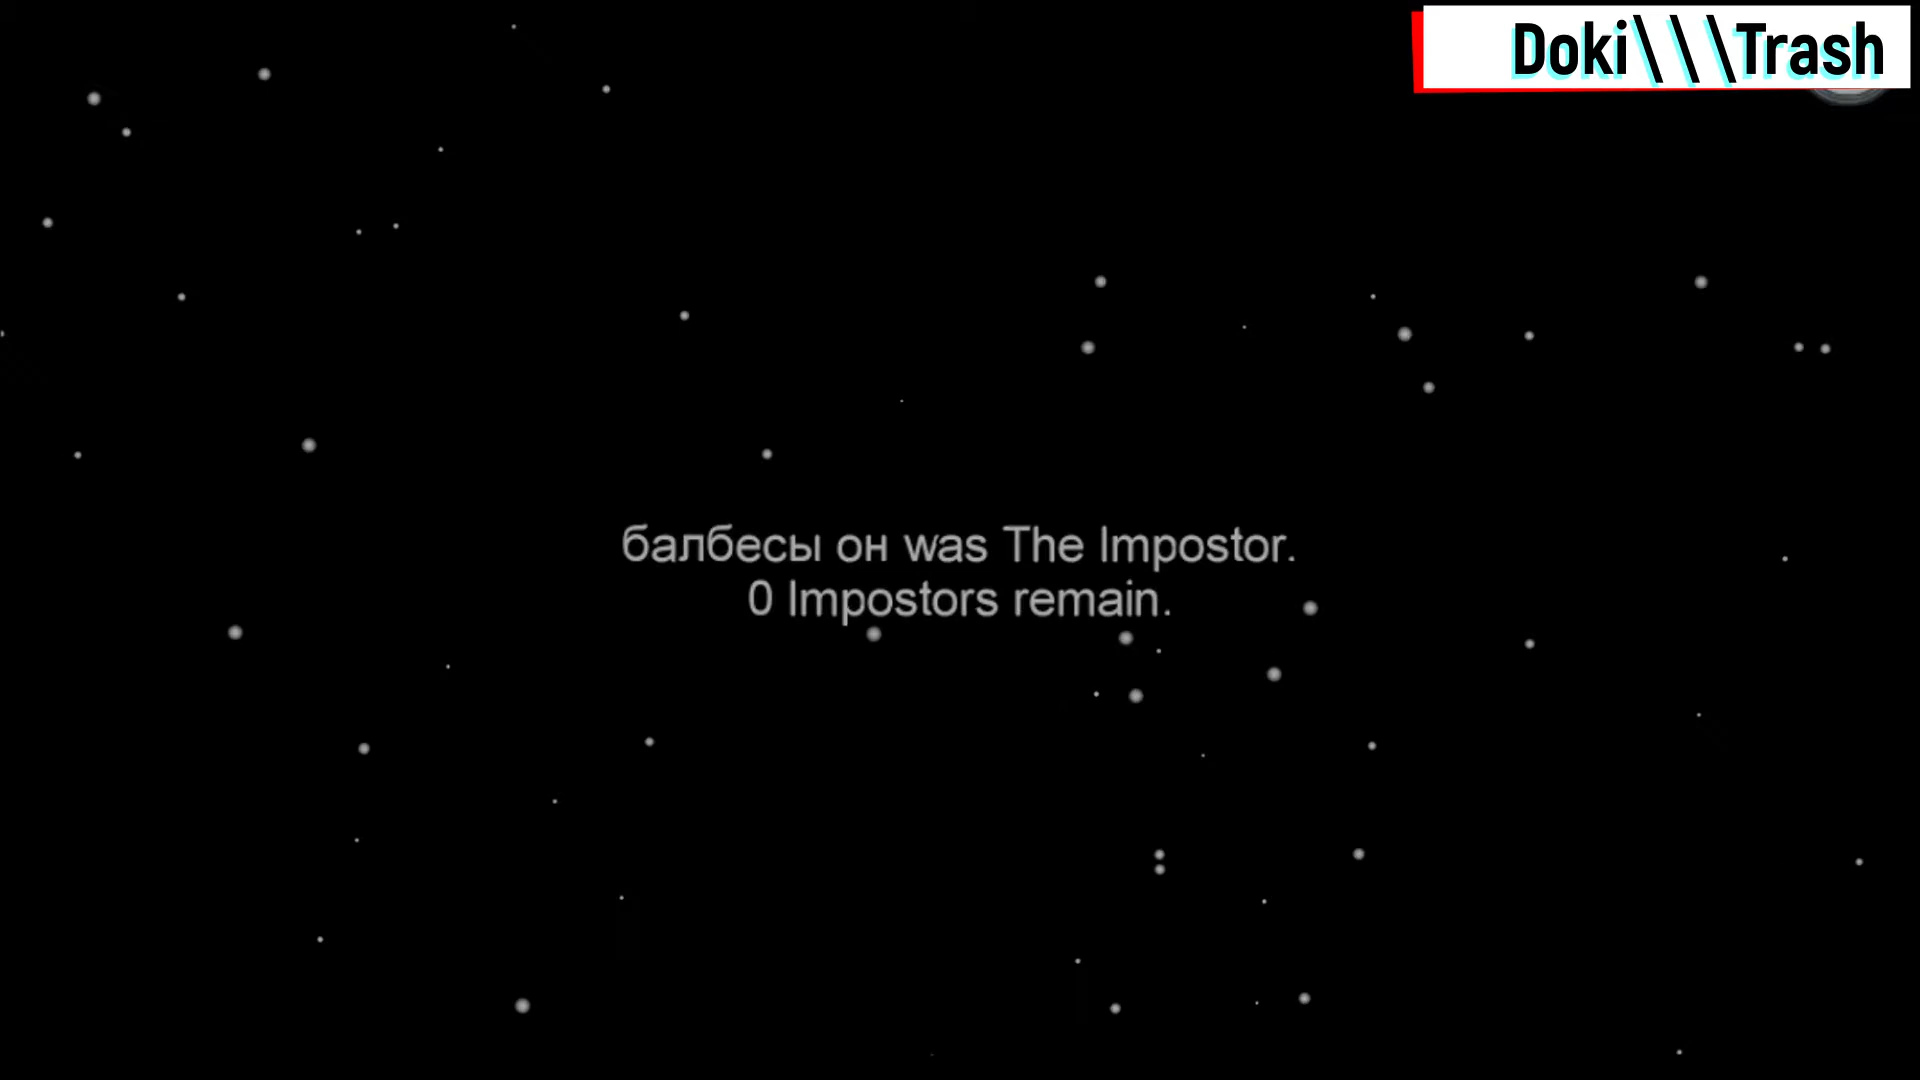 Doki\\\Trash
балбесы он was The Impostor.
0 Impostors remain.